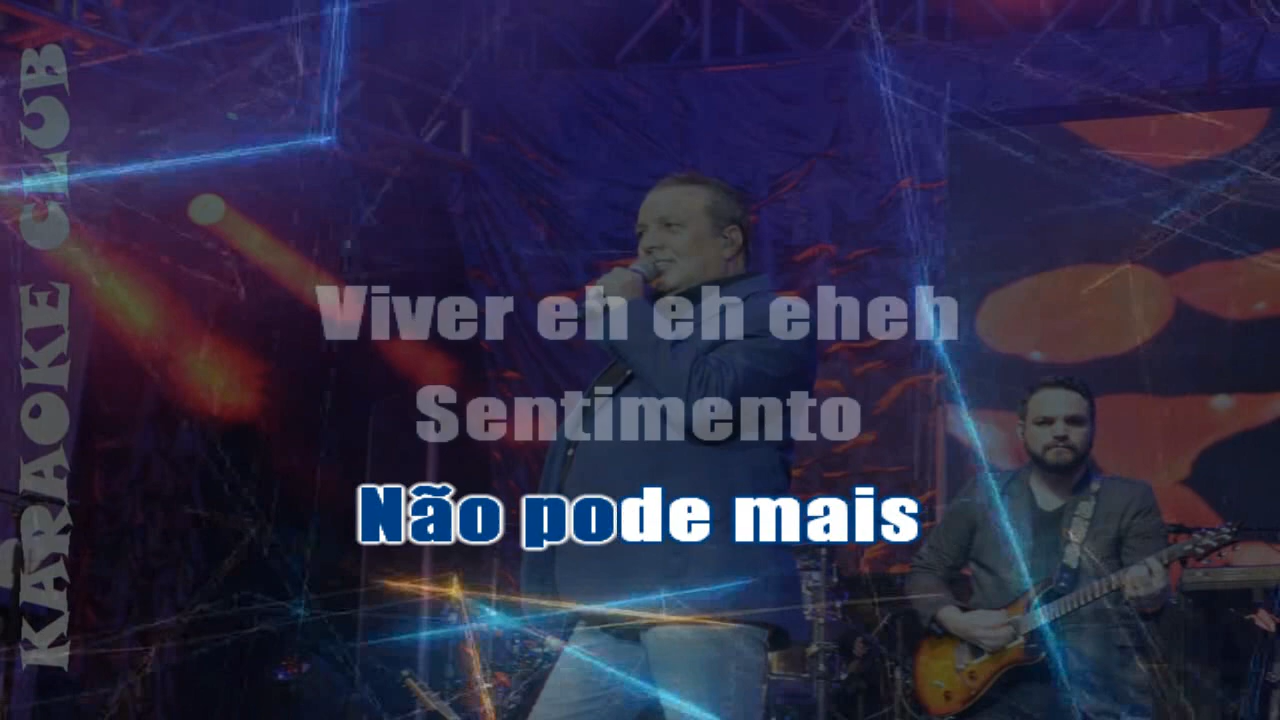 KARAOKE CLUB
Viver eh eh eheh
Sentimento
Não pode mais